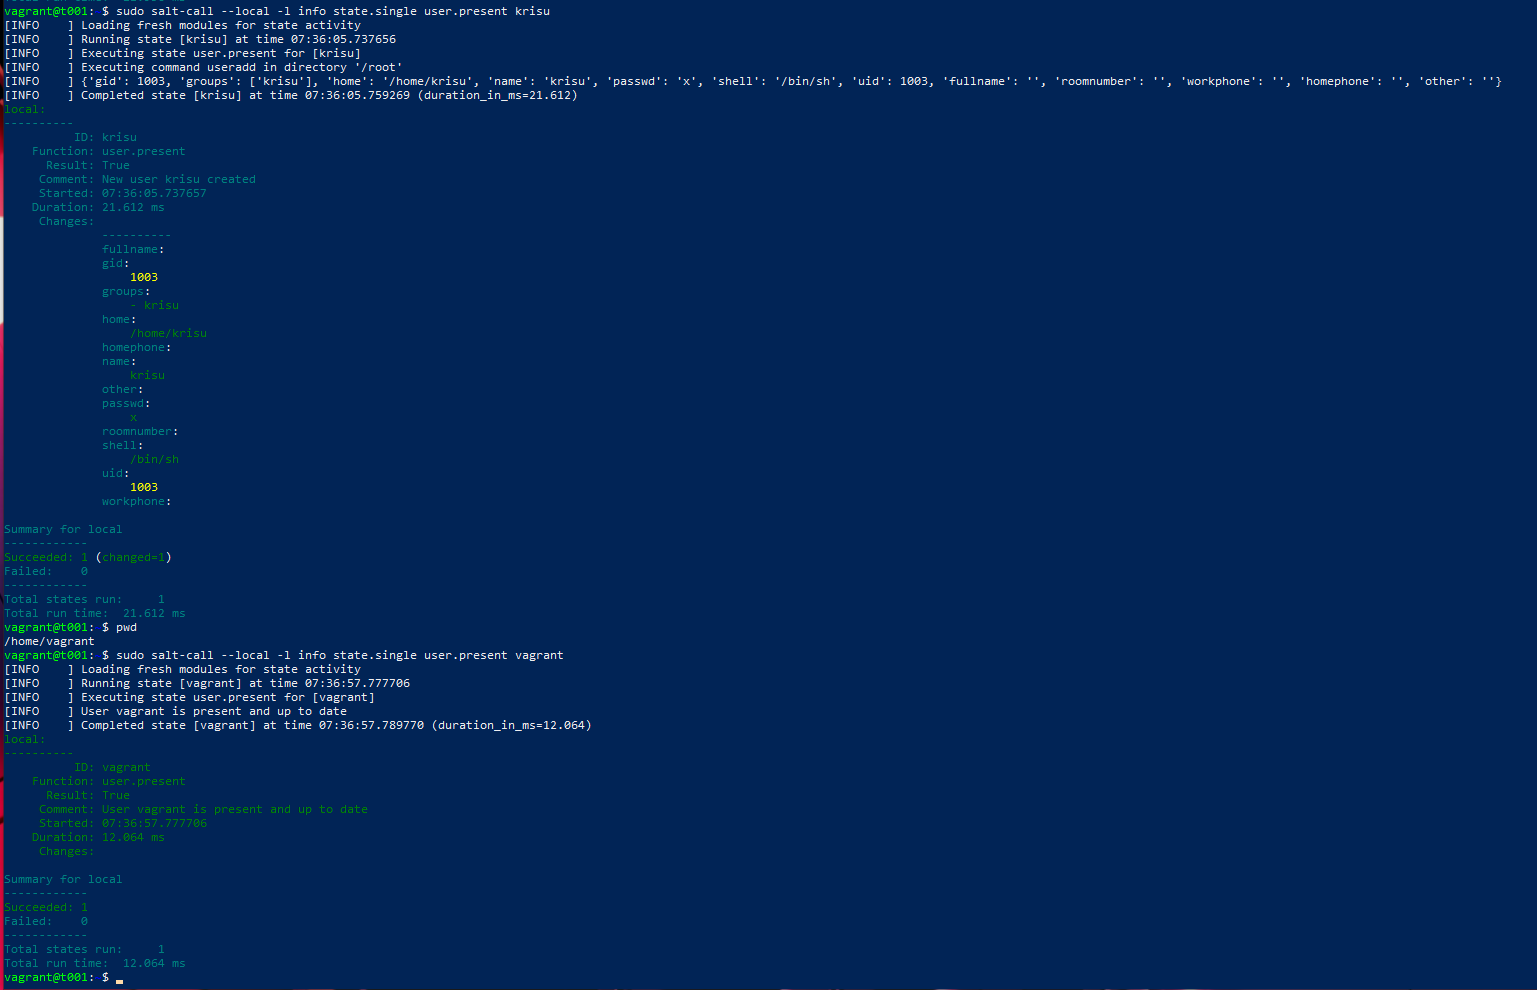 vagrant@t001: $ sudo salt-call --local -l info state.single user.present krisu
[INFO    ] Loading fresh modules for state activity
[INFO    ] Running state [krisu] at time 07:36:05.737656
[INFO    ] Executing state user.present for [krisu]
[INFO    ] Executing command useradd in directory '/root'
[INFO    ] {'gid': 1003, 'groups': ['krisu'], 'home': '/home/krisu', 'name': 'krisu', 'passwd': 'x', 'shell': '/bin/sh', 'uid': 1003, 'fullname': '', 'roomnumber': '', 'workphone': '', 'homephone': '', 'other': ''}
[INFO    ] Completed state [krisu] at time 07:36:05.759269 (duration_in_ms=21.612)
local:
----------
          ID: krisu
    Function: user.present
      Result: True
     Comment: New user krisu created
     Started: 07:36:05.737657
    Duration: 21.612 ms
     Changes:
              ----------
              fullname:
              gid:
                  1003
              groups:
                  - krisu
              home:
                  /home/krisu
              homephone:
              name:
                  krisu
              other:
              passwd:
                  x
              roomnumber:
              shell:
                  /bin/sh
              uid:
                  1003
              workphone:

Summary for local
------------
Succeeded: 1 (changed=1)
Failed:    0
------------
Total states run:     1
Total run time:  21.612 ms
vagrant@t001: $ pwd
/home/vagrant
vagrant@t001: $ sudo salt-call --local -l info state.single user.present vagrant
[INFO    ] Loading fresh modules for state activity
[INFO    ] Running state [vagrant] at time 07:36:57.777706
[INFO    ] Executing state user.present for [vagrant]
[INFO    ] User vagrant is present and up to date
[INFO    ] Completed state [vagrant] at time 07:36:57.789770 (duration_in_ms=12.064)
local:
----------
          ID: vagrant
    Function: user.present
      Result: True
     Comment: User vagrant is present and up to date
     Started: 07:36:57.777706
    Duration: 12.064 ms
     Changes:

Summary for local
------------
Succeeded: 1
Failed:    0
------------
Total states run:     1
Total run time:  12.064 ms
vagrant@t001: $